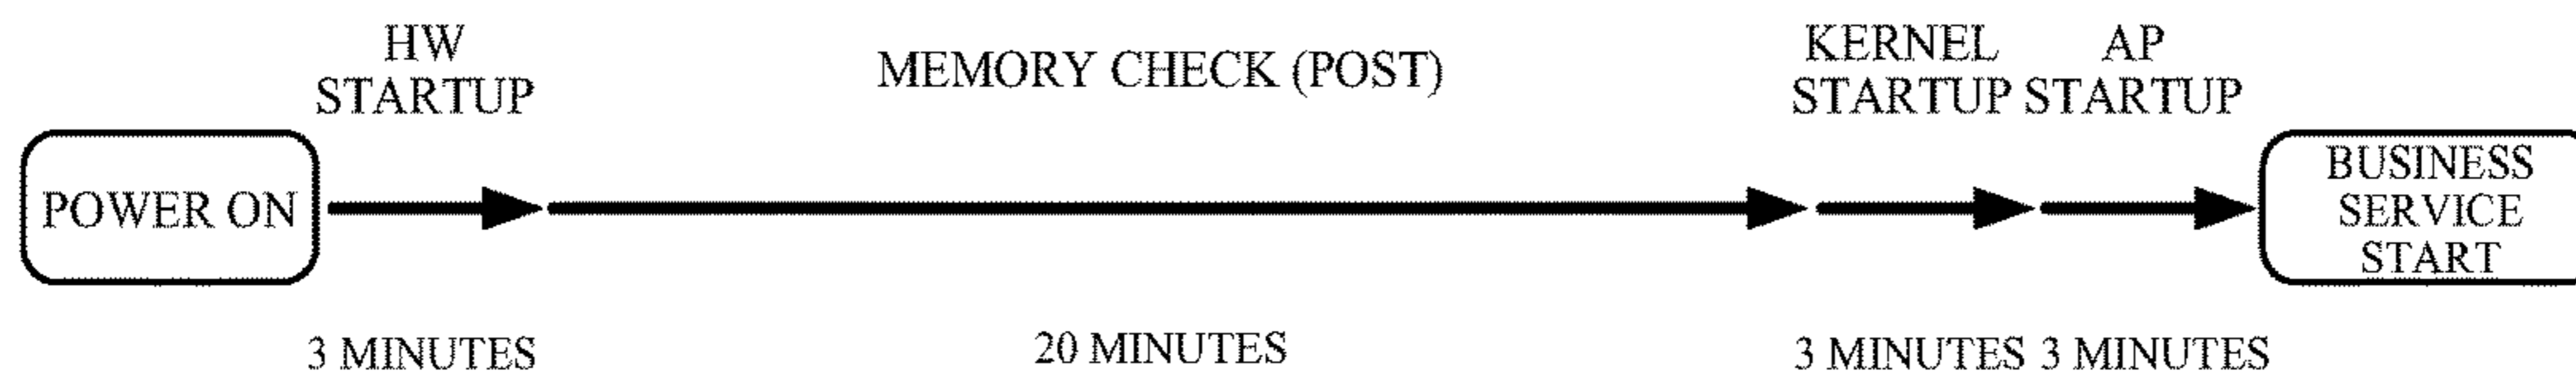 HW
STARTUP
MEMORY CHECK (POST)
KERNEL
STARTUP
AP
STARTUP
POWER ON
BUSINESS
SERVICE
START
3 MINUTES
20 MINUTES
3 MINUTES
3 MINUTES